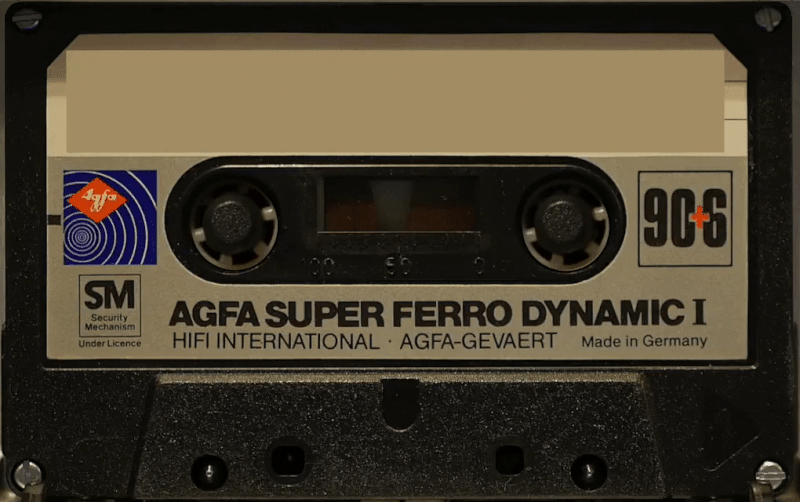 Agfa
90+6
SM
Security
Mechanism
Under Licence
AGFA SUPER FERRO DYNAMIC I
HIFI INTERNATIONAL · AGFA-GEVAERT
Made in Germany